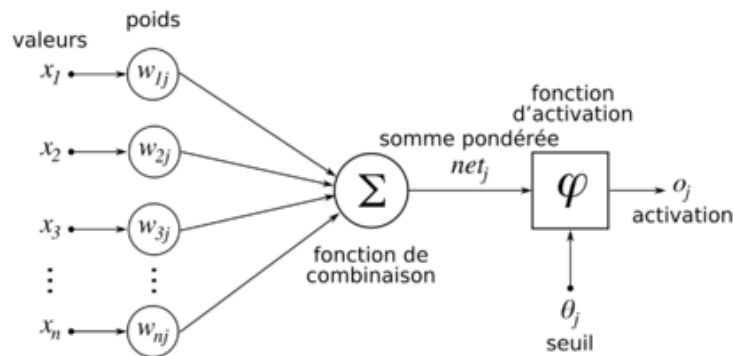 poids
valeurs
x₁ w₁ⱼ
x₂ w₂ⱼ
x₃ w₃ⱼ
⋮ ⋮
xₙ wₙⱼ
Σ
fonction de
combinaison
somme pondérée
netⱼ
fonction
d'activation
φ
oⱼ
activation
θⱼ
seuil